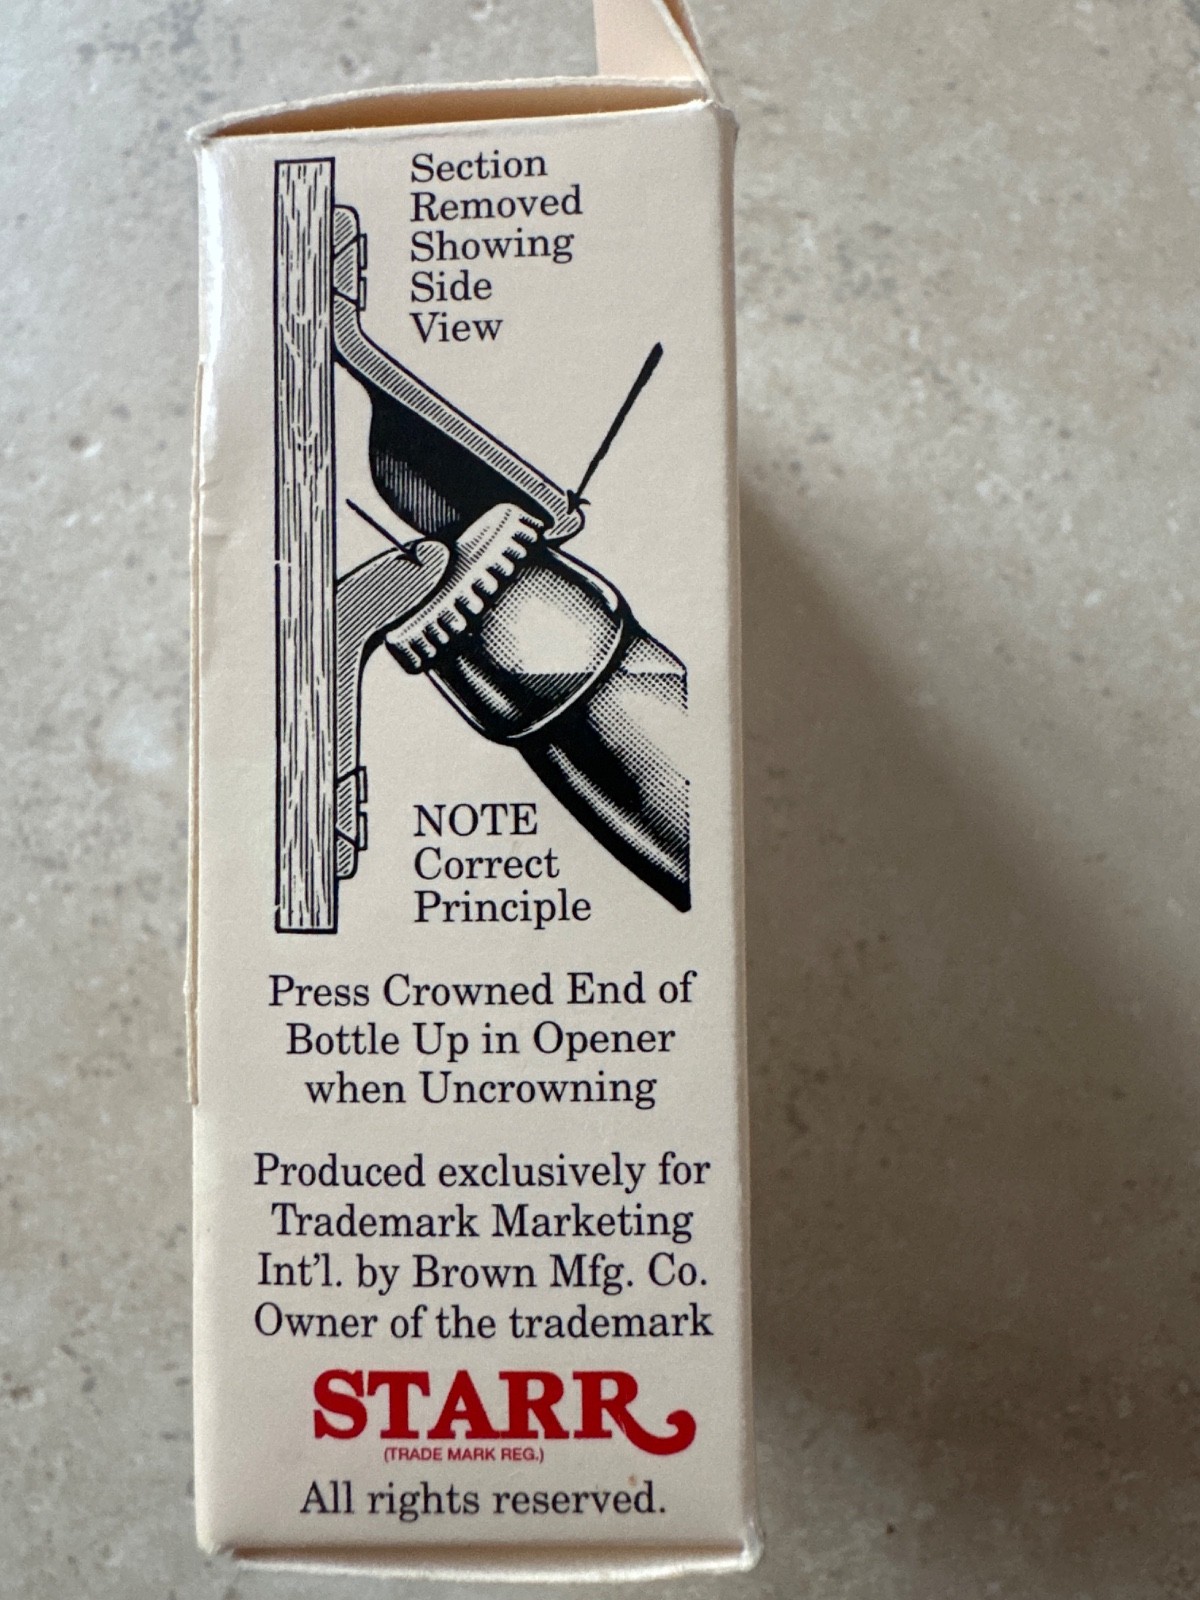 Section
Removed
Showing
Side
View
NOTE
Correct
Principle
Press Crowned End of
Bottle Up in Opener
when Uncrowning
Produced exclusively for
Trademark Marketing
Int'l. by Brown Mfg. Co.
Owner of the trademark
STARR
(TRADE MARK REG.)
All rights reserved.